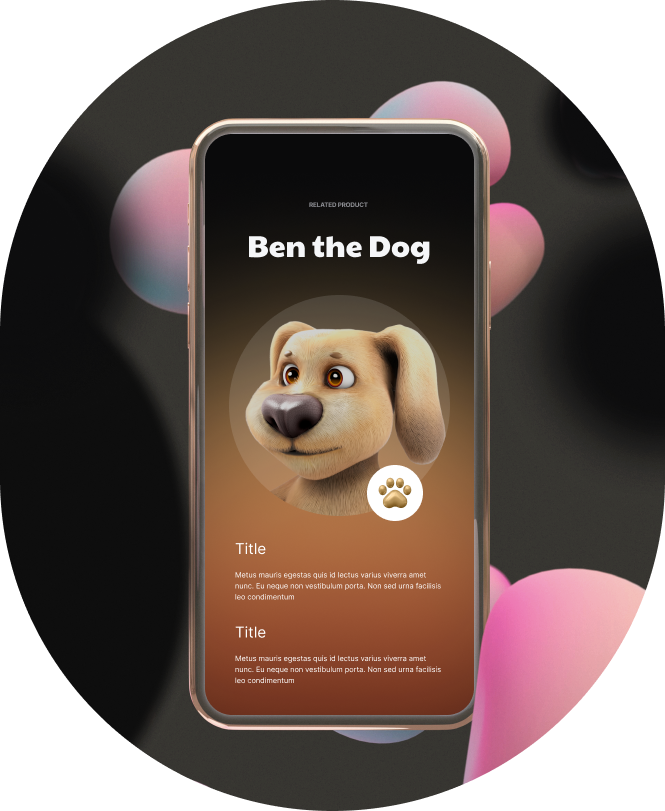 RELATED PRODUCT
Ben the Dog
Title
Metus mauris egestas quis id lectus varius viverra amet
nunc. Eu neque non vestibulum porta. Non sed urna facilisis
leo condimentum
Title
Metus mauris egestas quis id lectus varius viverra amet
nunc. Eu neque non vestibulum porta. Non sed urna facilisis
leo condimentum